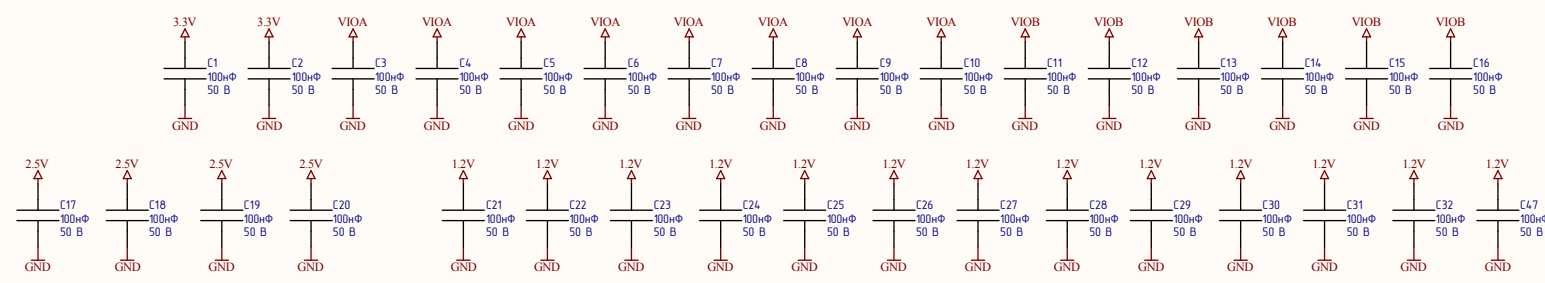 3.3V 3.3V VIOA VIOA VIOA VIOA VIOA VIOA VIOA VIOA VIOB VIOB VIOB VIOB VIOB VIOB
C1 C2 C3 C4 C5 C6 C7 C8 C9 C10 C11 C12 C13 C14 C15 C16
100нФ 100нФ 100нФ 100нФ 100нФ 100нФ 100нФ 100нФ 100нФ 100нФ 100нФ 100нФ 100нФ 100нФ 100нФ 100нФ
50 В 50 В 50 В 50 В 50 В 50 В 50 В 50 В 50 В 50 В 50 В 50 В 50 В 50 В 50 В 50 В
GND GND GND GND GND GND GND GND GND GND GND GND GND GND GND GND
2.5V 2.5V 2.5V 2.5V 1.2V 1.2V 1.2V 1.2V 1.2V 1.2V 1.2V 1.2V 1.2V 1.2V 1.2V 1.2V 1.2V
C17 C18 C19 C20 C21 C22 C23 C24 C25 C26 C27 C28 C29 C30 C31 C32 C47
100нФ 100нФ 100нФ 100нФ 100нФ 100нФ 100нФ 100нФ 100нФ 100нФ 100нФ 100нФ 100нФ 100нФ 100нФ 100нФ 100нФ
50 В 50 В 50 В 50 В 50 В 50 В 50 В 50 В 50 В 50 В 50 В 50 В 50 В 50 В 50 В 50 В 50 В
GND GND GND GND GND GND GND GND GND GND GND GND GND GND GND GND GND